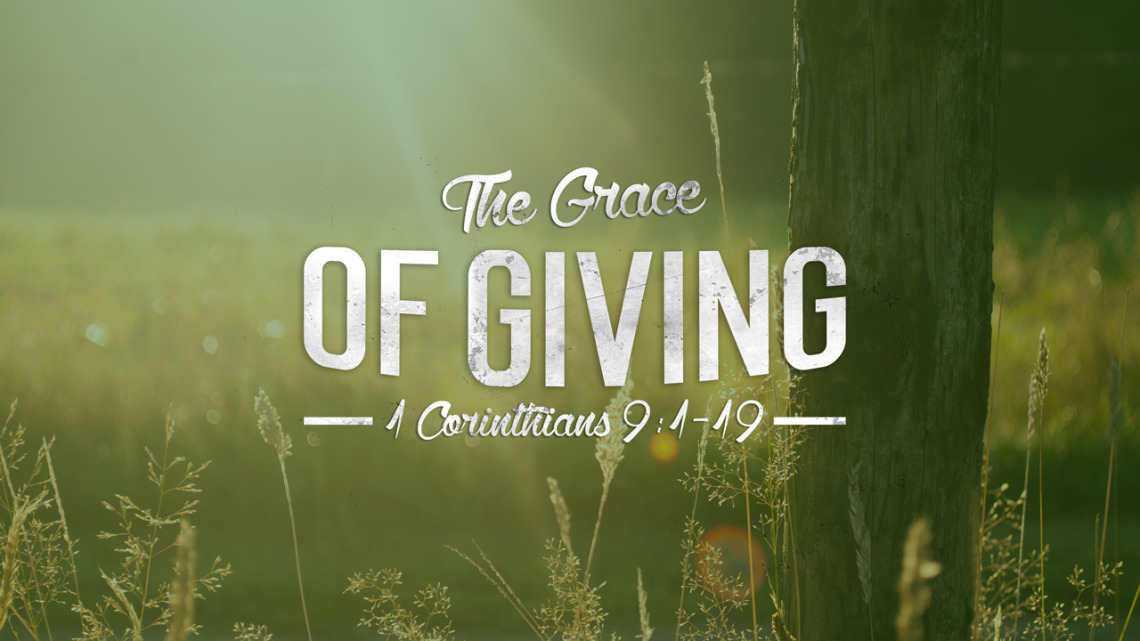 The Grace
OF GIVING
1 Corinthians 9:1-19